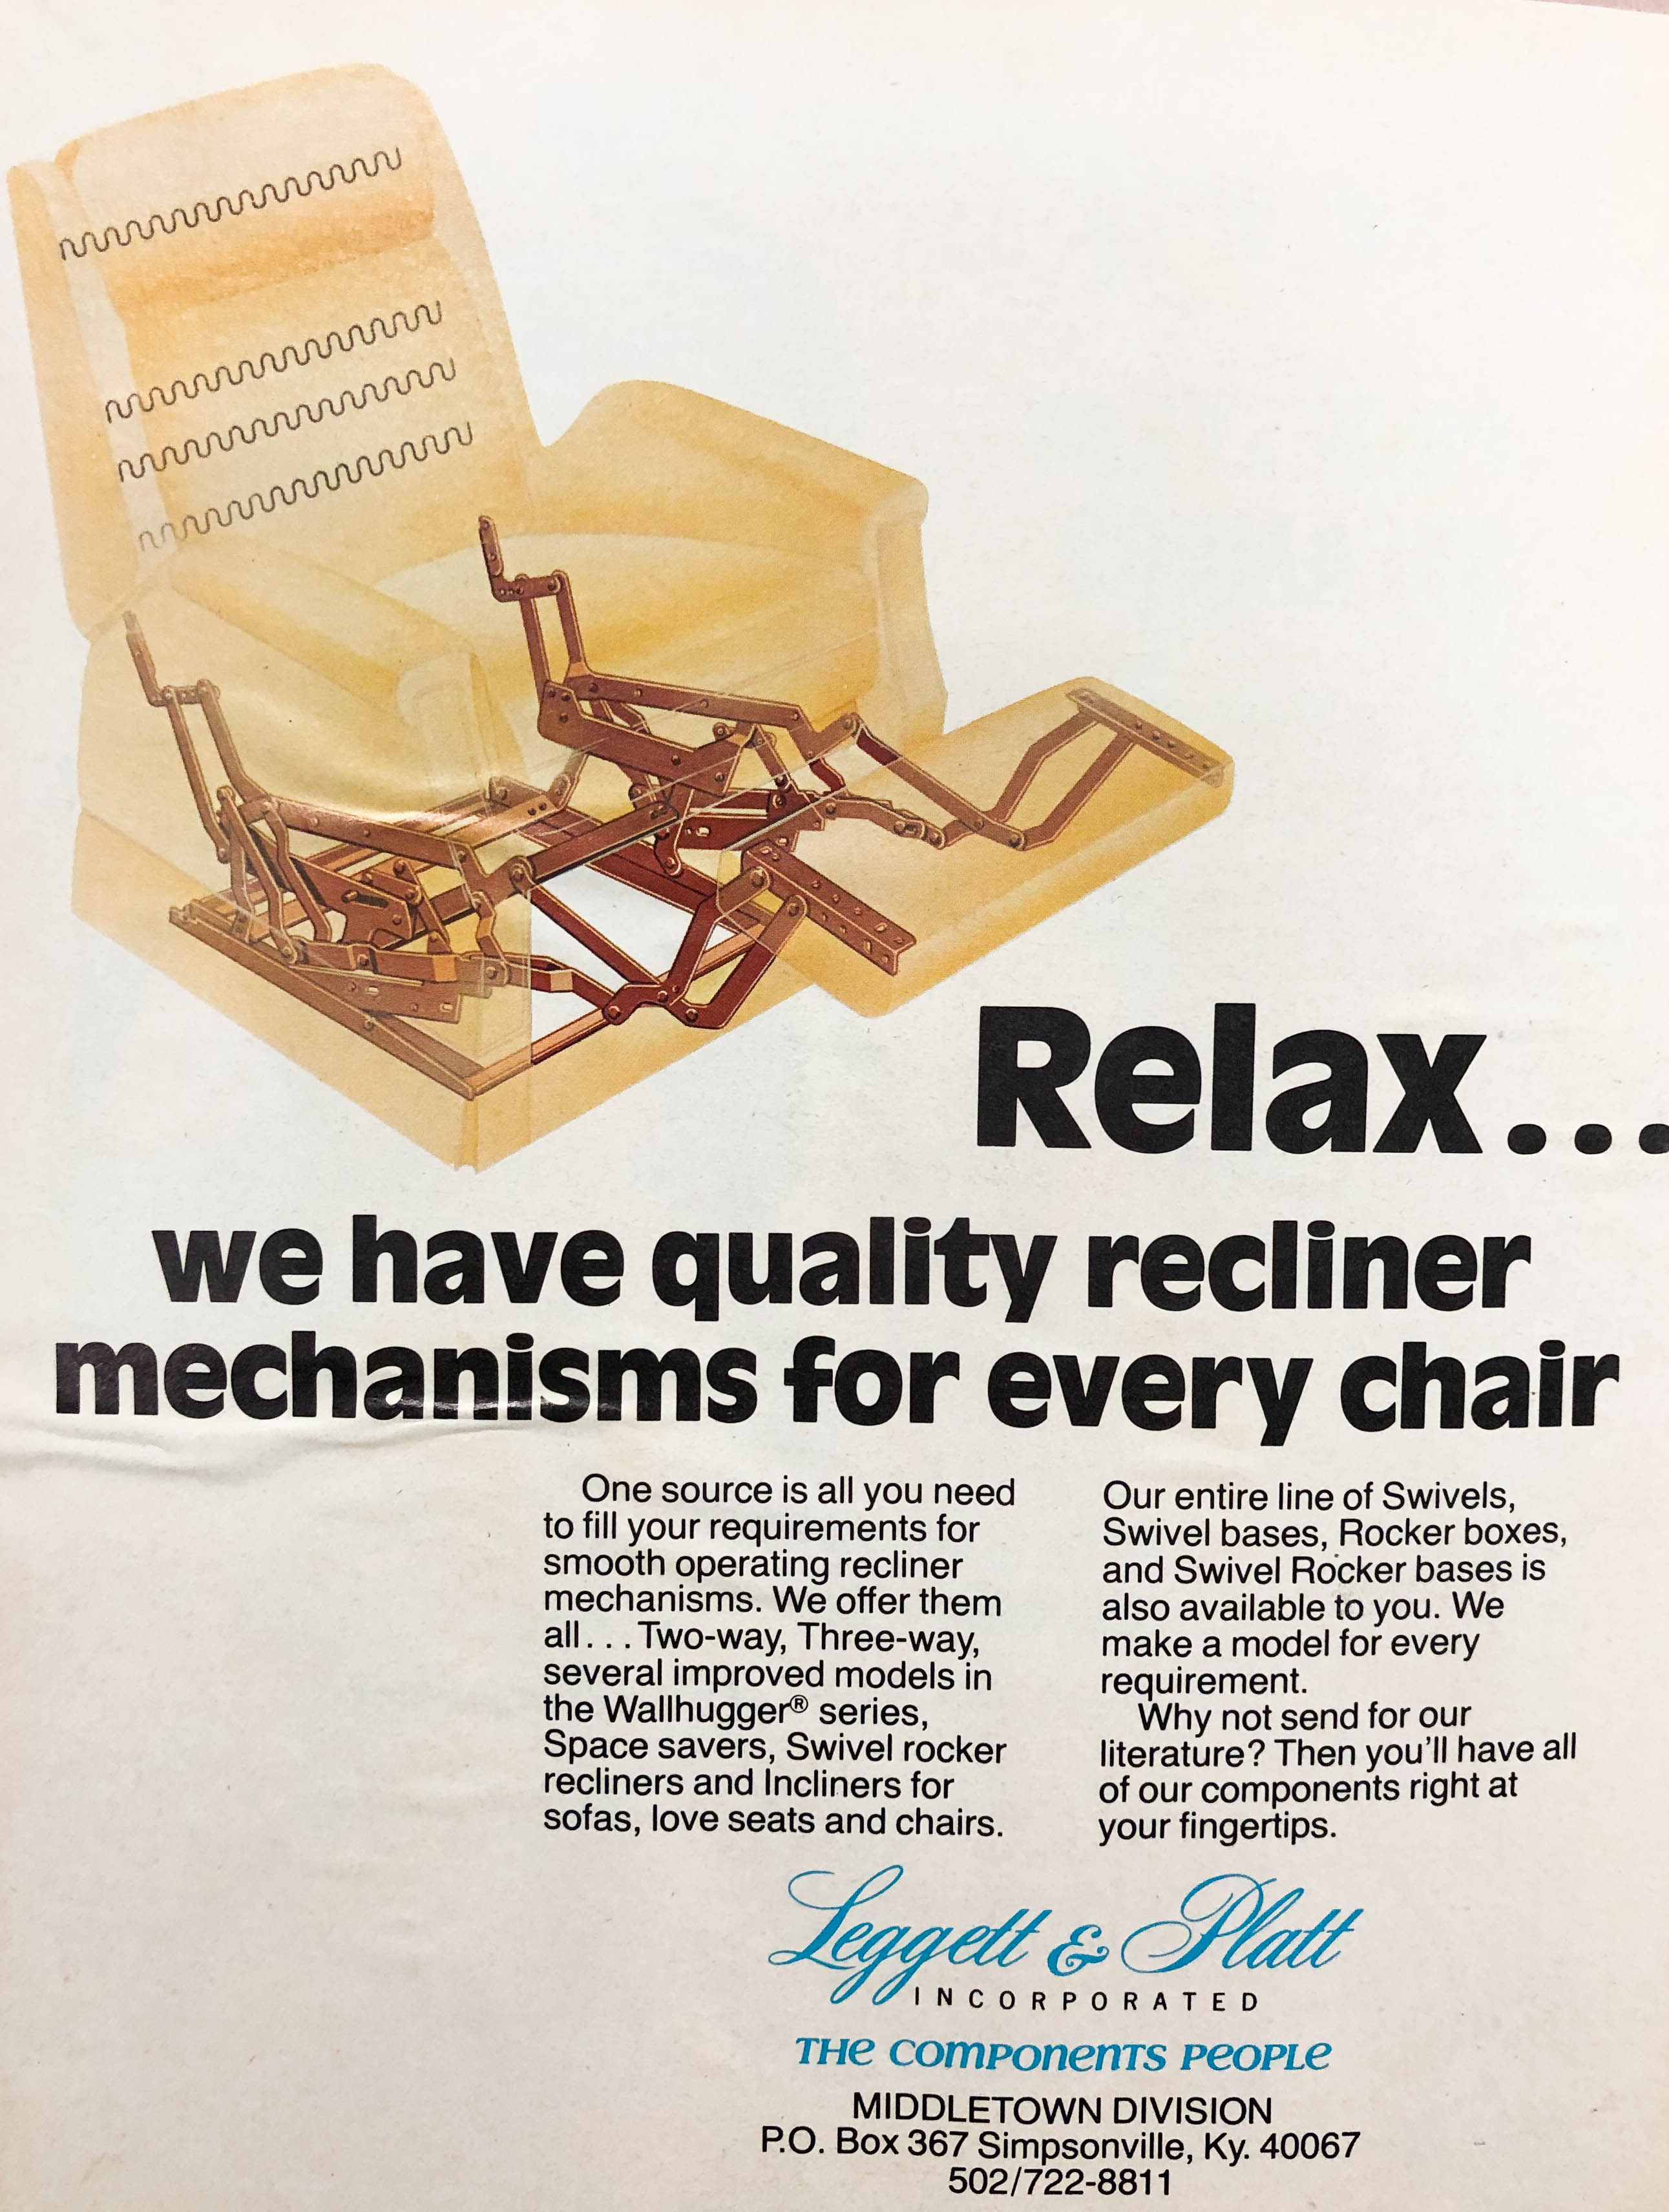 Relax...
we have quality recliner
mechanisms for every chair
One source is all you need
to fill your requirements for
smooth operating recliner
mechanisms. We offer them
all...Two-way, Three-way,
several improved models in
the Wallhugger® series,
Space savers, Swivel rocker
recliners and Incliners for
sofas, love seats and chairs.
Our entire line of Swivels,
Swivel bases, Rocker boxes,
and Swivel Rocker bases is
also available to you. We
make a model for every
requirement.
Why not send for our
literature? Then you'll have all
of our components right at
your fingertips.
Leggett & Platt
INCORPORATED
THE COMPONENTS PEOPLE
MIDDLETOWN DIVISION
P.O. Box 367 Simpsonville, Ky. 40067
502/722-8811